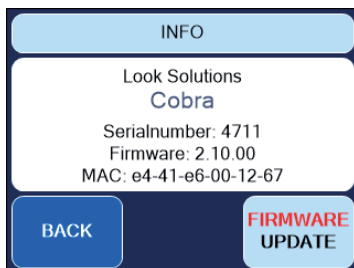 INFO
Look Solutions
Cobra
Serialnumber: 4711
Firmware: 2.10.00
MAC: e4-41-e6-00-12-67
BACK
FIRMWARE
UPDATE